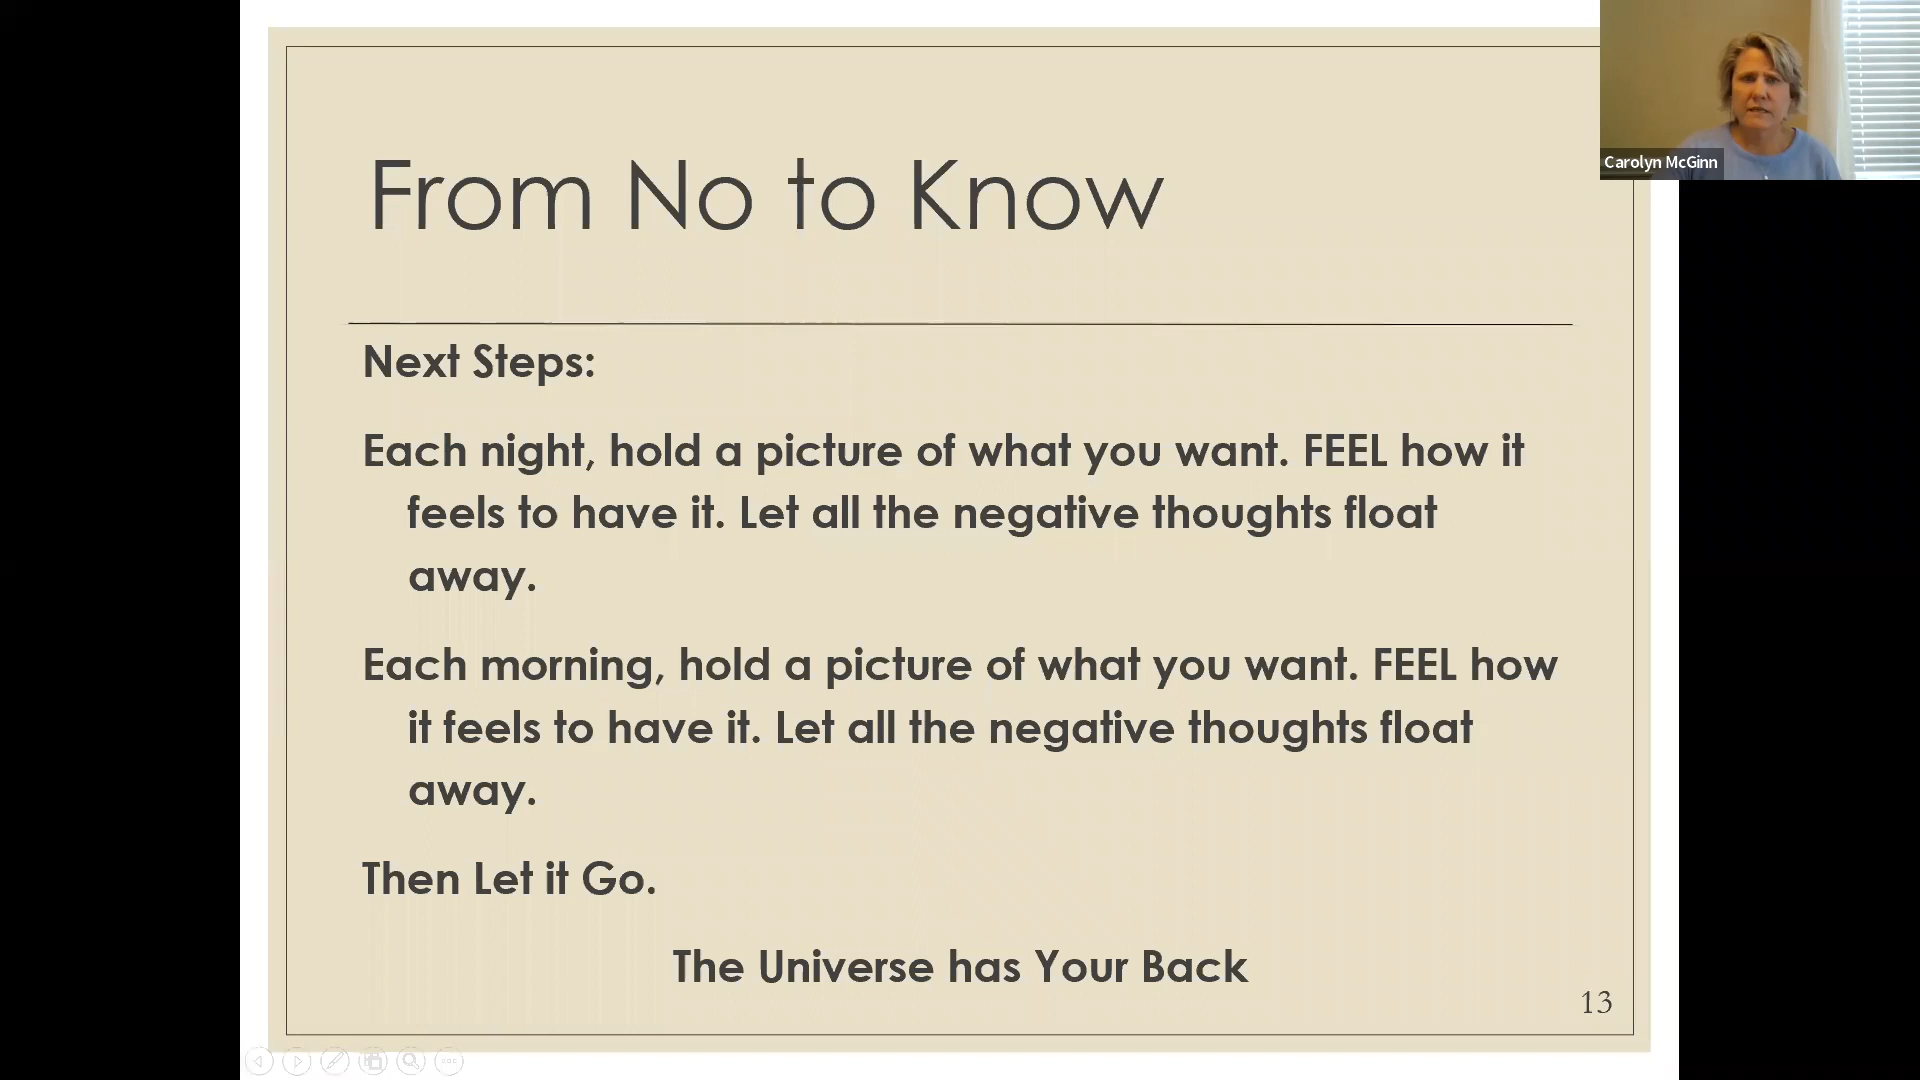 Carolyn McGinn
From No to Know
Next Steps:
Each night, hold a picture of what you want. FEEL how it
feels to have it. Let all the negative thoughts float
away.
Each morning, hold a picture of what you want. FEEL how
it feels to have it. Let all the negative thoughts float
away.
Then Let it Go.
The Universe has Your Back
13